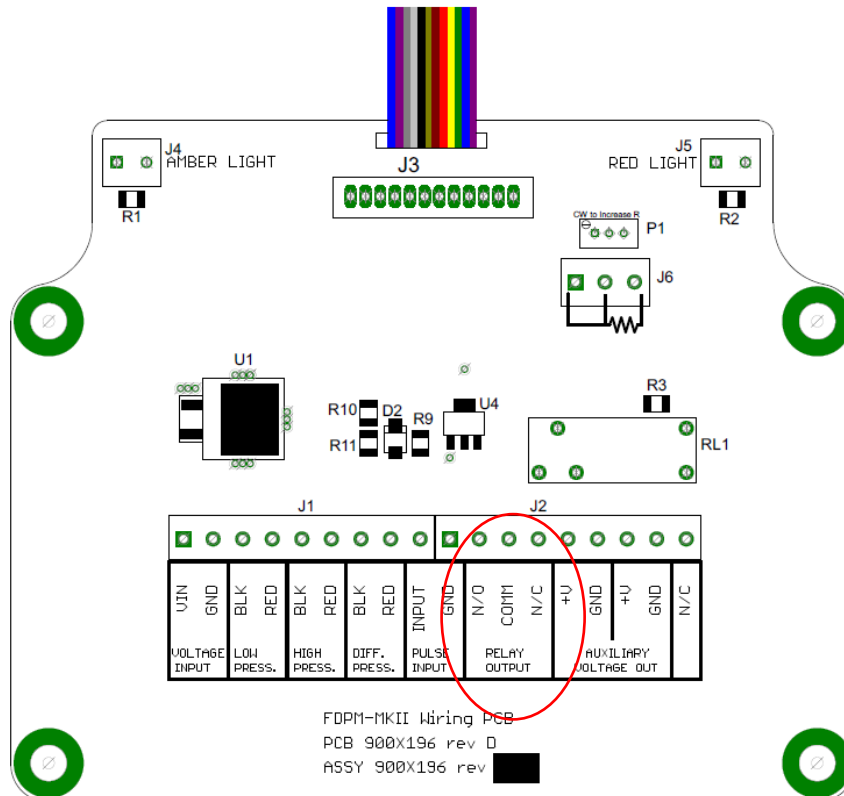 J4
AMBER LIGHT
J3
J5
RED LIGHT
R1
R2
CW to Increase R
P1
J6
U1
R10
D2
R9
U4
R3
R11
RL1
J1
J2
VIN
GND
BLK
RED
BLK
RED
BLK
RED
INPUT
GND
N/O
COMM
N/C
+V
GND
+V
GND
N/C
VOLTAGE
INPUT
LOW
PRESS.
HIGH
PRESS.
DIFF.
PRESS.
PULSE
INPUT
RELAY
OUTPUT
AUXILIARY
VOLTAGE OUT
FDPM-MKII Wiring PCB
PCB 900X196 rev D
ASSY 900X196 rev